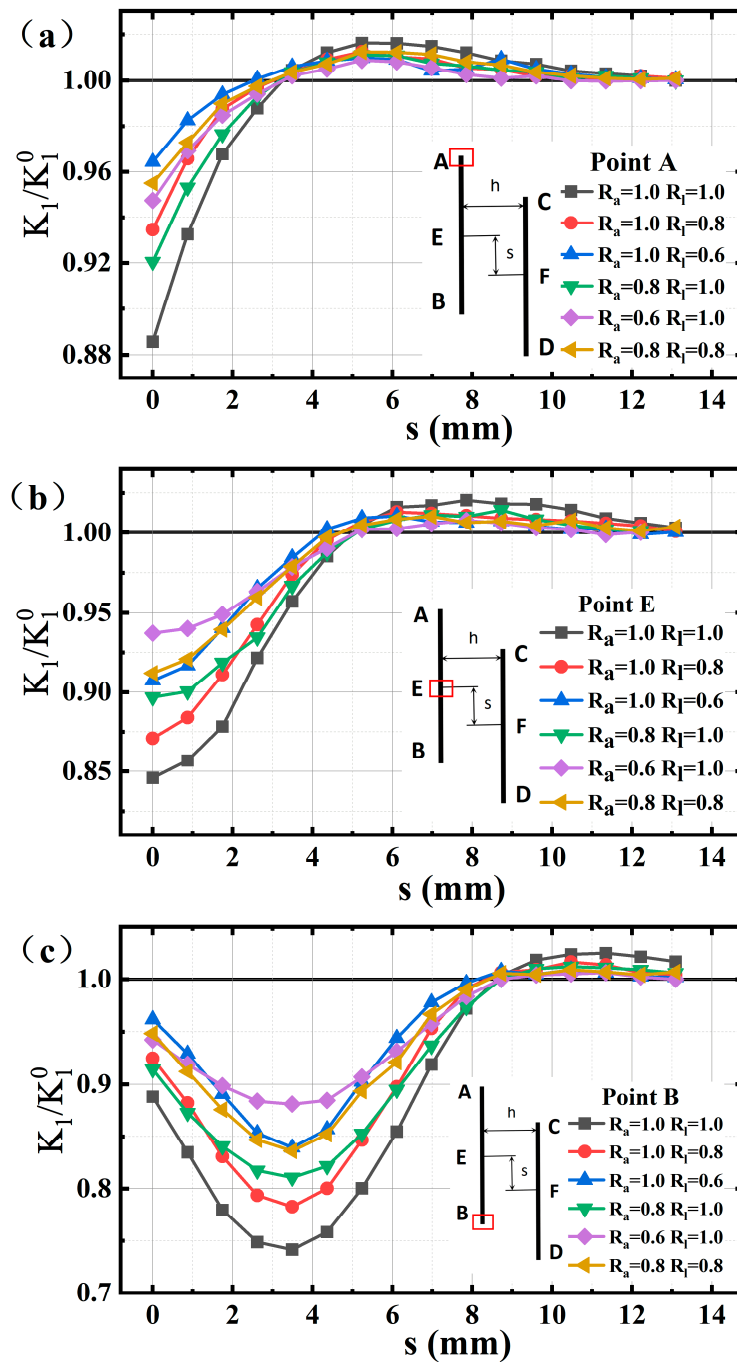 (a)
K₁/K₁⁰
1.00
0.96
0.92
0.88
0 2 4 6 8 10 12 14
s (mm)
A
B
C
D
E
F
h
s
Point A
Rₐ=1.0 Rₗ=1.0
Rₐ=1.0 Rₗ=0.8
Rₐ=1.0 Rₗ=0.6
Rₐ=0.8 Rₗ=1.0
Rₐ=0.6 Rₗ=1.0
Rₐ=0.8 Rₗ=0.8
(b)
K₁/K₁⁰
1.00
0.95
0.90
0.85
0 2 4 6 8 10 12 14
s (mm)
A
B
C
D
E
F
h
s
Point E
Rₐ=1.0 Rₗ=1.0
Rₐ=1.0 Rₗ=0.8
Rₐ=1.0 Rₗ=0.6
Rₐ=0.8 Rₗ=1.0
Rₐ=0.6 Rₗ=1.0
Rₐ=0.8 Rₗ=0.8
(c)
K₁/K₁⁰
1.0
0.9
0.8
0.7
0 2 4 6 8 10 12 14
s (mm)
A
B
C
D
E
F
h
s
Point B
Rₐ=1.0 Rₗ=1.0
Rₐ=1.0 Rₗ=0.8
Rₐ=1.0 Rₗ=0.6
Rₐ=0.8 Rₗ=1.0
Rₐ=0.6 Rₗ=1.0
Rₐ=0.8 Rₗ=0.8